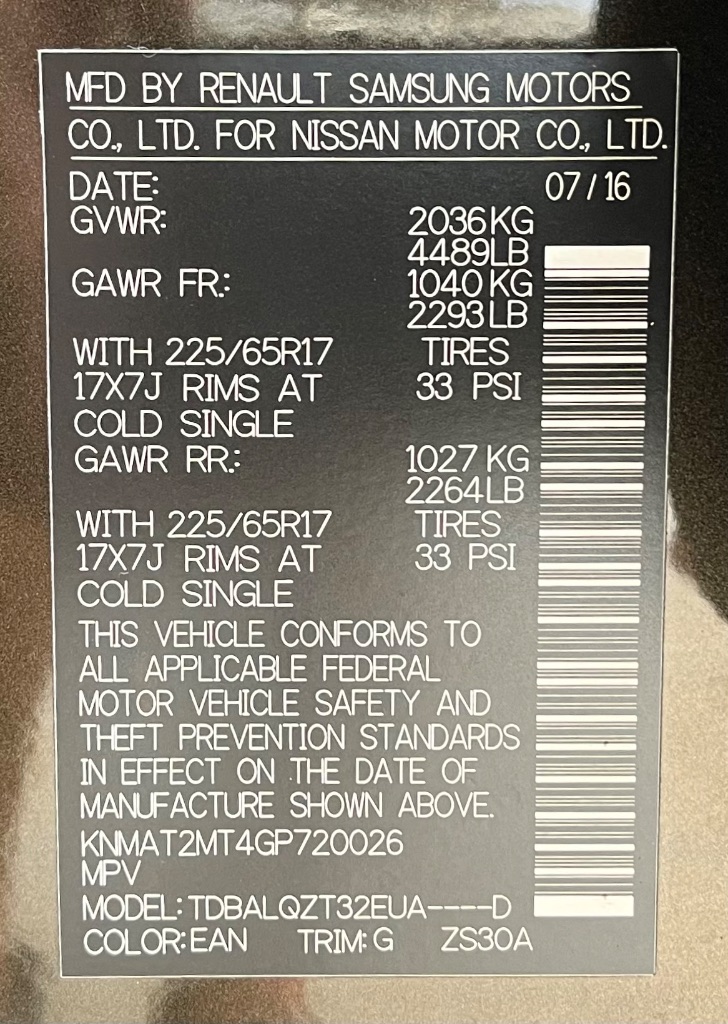 MFD BY RENAULT SAMSUNG MOTORS
CO., LTD. FOR NISSAN MOTOR CO., LTD.
DATE: 07/16
GVWR: 2036KG
4489LB
GAWR FR.: 1040KG
2293LB
WITH 225/65R17 TIRES
17X7J RIMS AT 33 PSI
COLD SINGLE
GAWR RR.: 1027KG
2264LB
WITH 225/65R17 TIRES
17X7J RIMS AT 33 PSI
COLD SINGLE
THIS VEHICLE CONFORMS TO
ALL APPLICABLE FEDERAL
MOTOR VEHICLE SAFETY AND
THEFT PREVENTION STANDARDS
IN EFFECT ON THE DATE OF
MANUFACTURE SHOWN ABOVE.
KNMAT2MT4GP720026
MPV
MODEL: TDBALQZT32EUA----D
COLOR: EAN TRIM: G ZS30A